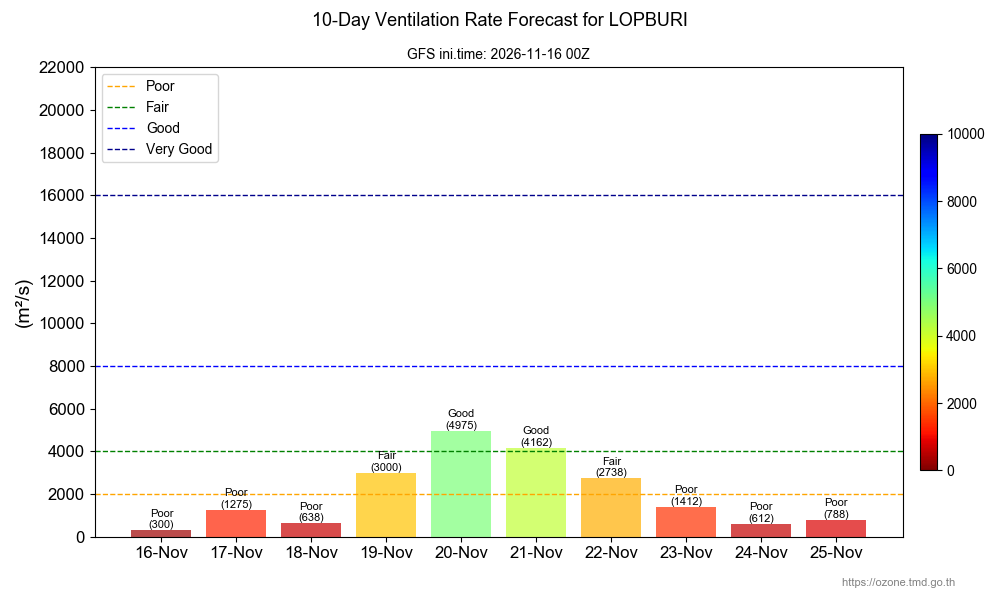 10-Day Ventilation Rate Forecast for LOPBURI
GFS ini.time: 2026-11-16 00Z
(m²/s)
22000
20000
18000
16000
14000
12000
10000
8000
6000
4000
2000
0
Poor
Fair
Good
Very Good
Poor
(300)
Poor
(1275)
Poor
(638)
Fair
(3000)
Good
(4975)
Good
(4162)
Fair
(2738)
Poor
(1412)
Poor
(612)
Poor
(788)
16-Nov 17-Nov 18-Nov 19-Nov 20-Nov 21-Nov 22-Nov 23-Nov 24-Nov 25-Nov
10000
8000
6000
4000
2000
0
https://ozone.tmd.go.th